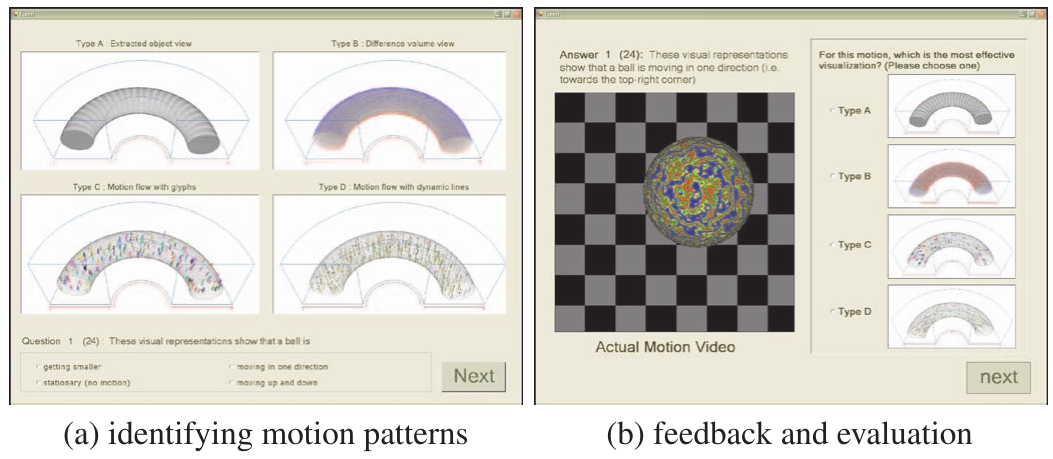 Type A : Extracted object view
Type B : Difference volume view
Type C : Motion flow with glyphs
Type D : Motion flow with dynamic lines
Question 1 (24) : These visual representations show that a ball is
getting smaller
moving in one direction
stationary (no motion)
moving up and down
Next
Answer 1 (24): These visual representations
show that a ball is moving in one direction (i.e.
towards the top-right corner)
Actual Motion Video
For this motion, which is the most effective
visualization? (Please choose one)
Type A
Type B
Type C
Type D
next
(a) identifying motion patterns
(b) feedback and evaluation